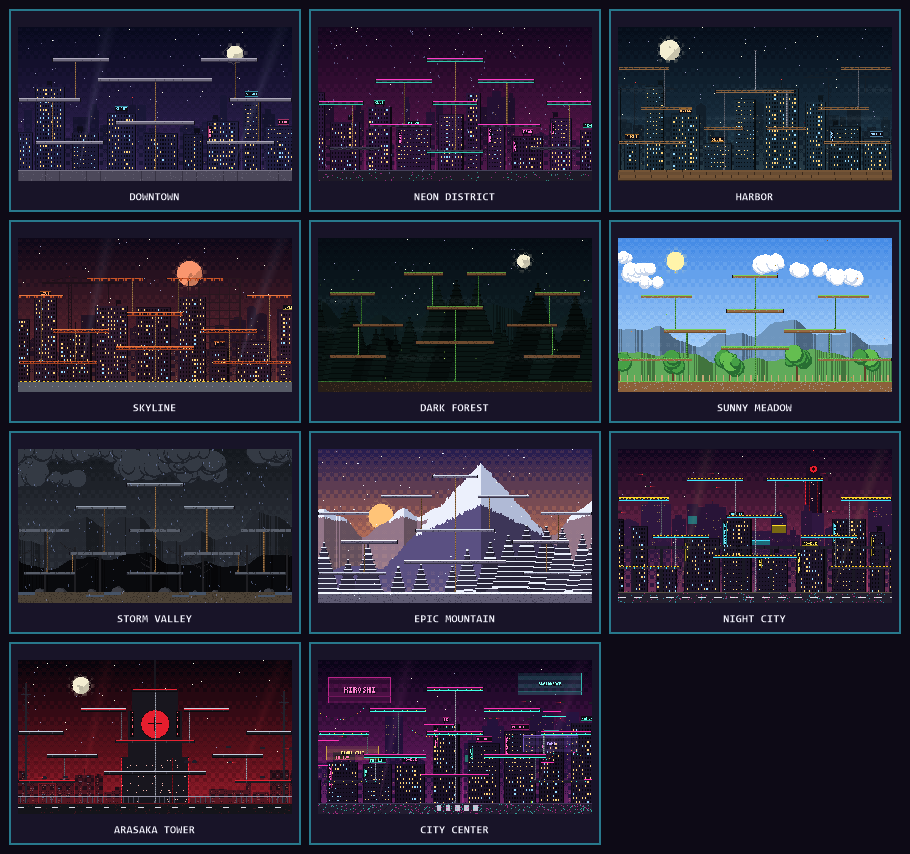 DOWNTOWN
NEON DISTRICT
HARBOR
SKYLINE
DARK FOREST
SUNNY MEADOW
STORM VALLEY
EPIC MOUNTAIN
NIGHT CITY
KIROSHI
ARASAKA TOWER
CITY CENTER